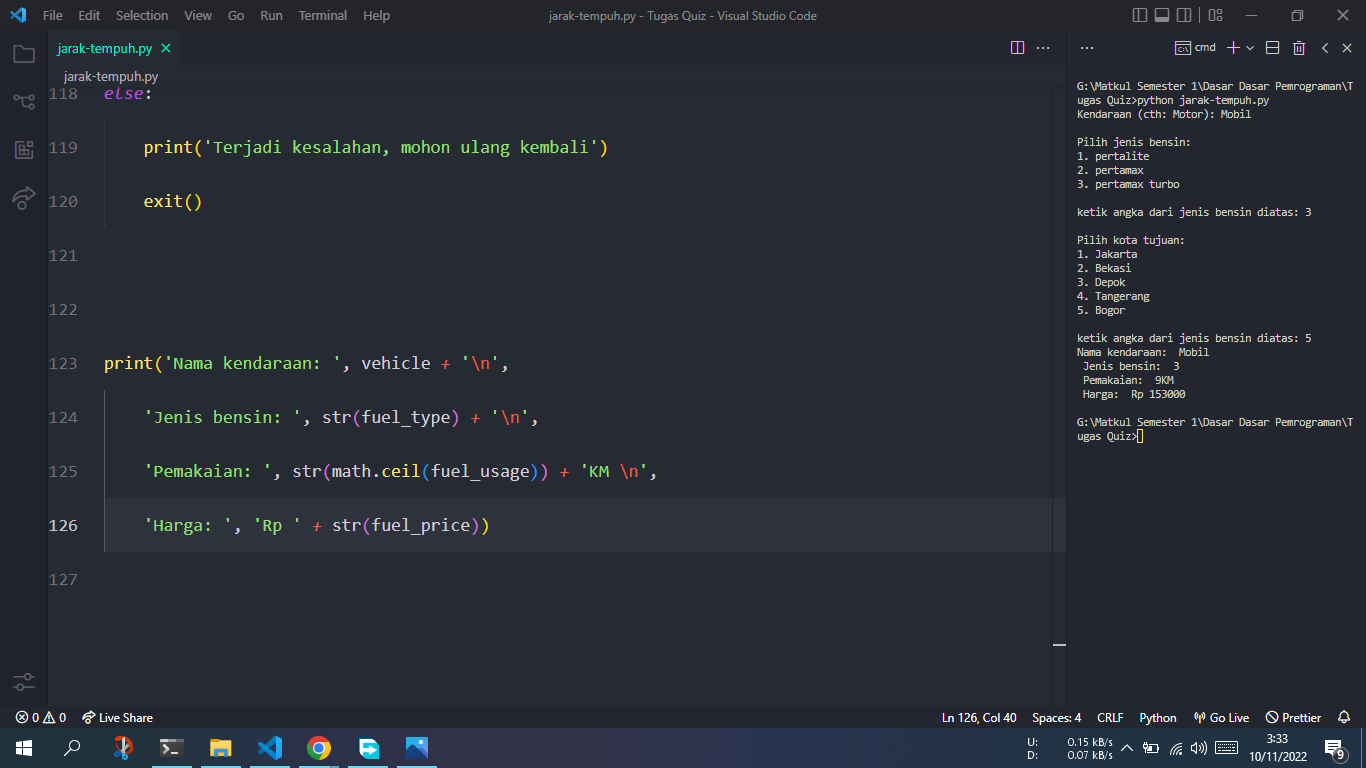 File Edit Selection View Go Run Terminal Help jarak-tempuh.py - Tugas Quiz - Visual Studio Code
jarak-tempuh.py
jarak-tempuh.py
118 else:
119 print('Terjadi kesalahan, mohon ulang kembali')
120 exit()
121
122
123 print('Nama kendaraan: ', vehicle + '\n',
124 'Jenis bensin: ', str(fuel_type) + '\n',
125 'Pemakaian: ', str(math.ceil(fuel_usage)) + 'KM \n',
126 'Harga: ', 'Rp ' + str(fuel_price))
127
cmd
G:\Matkul Semester 1\Dasar Dasar Pemrograman\T
ugas Quiz>python jarak-tempuh.py
Kendaraan (cth: Motor): Mobil
Pilih jenis bensin:
1. pertalite
2. pertamax
3. pertamax turbo
ketik angka dari jenis bensin diatas: 3
Pilih kota tujuan:
1. Jakarta
2. Bekasi
3. Depok
4. Tangerang
5. Bogor
ketik angka dari jenis bensin diatas: 5
Nama kendaraan:  Mobil
 Jenis bensin:  3
 Pemakaian:  9KM
 Harga:  Rp 153000
G:\Matkul Semester 1\Dasar Dasar Pemrograman\T
ugas Quiz>
0 0 Live Share Ln 126, Col 40 Spaces: 4 CRLF Python Go Live Prettier
U: 0.15 kB/s
D: 0.07 kB/s
3:33
10/11/2022
9